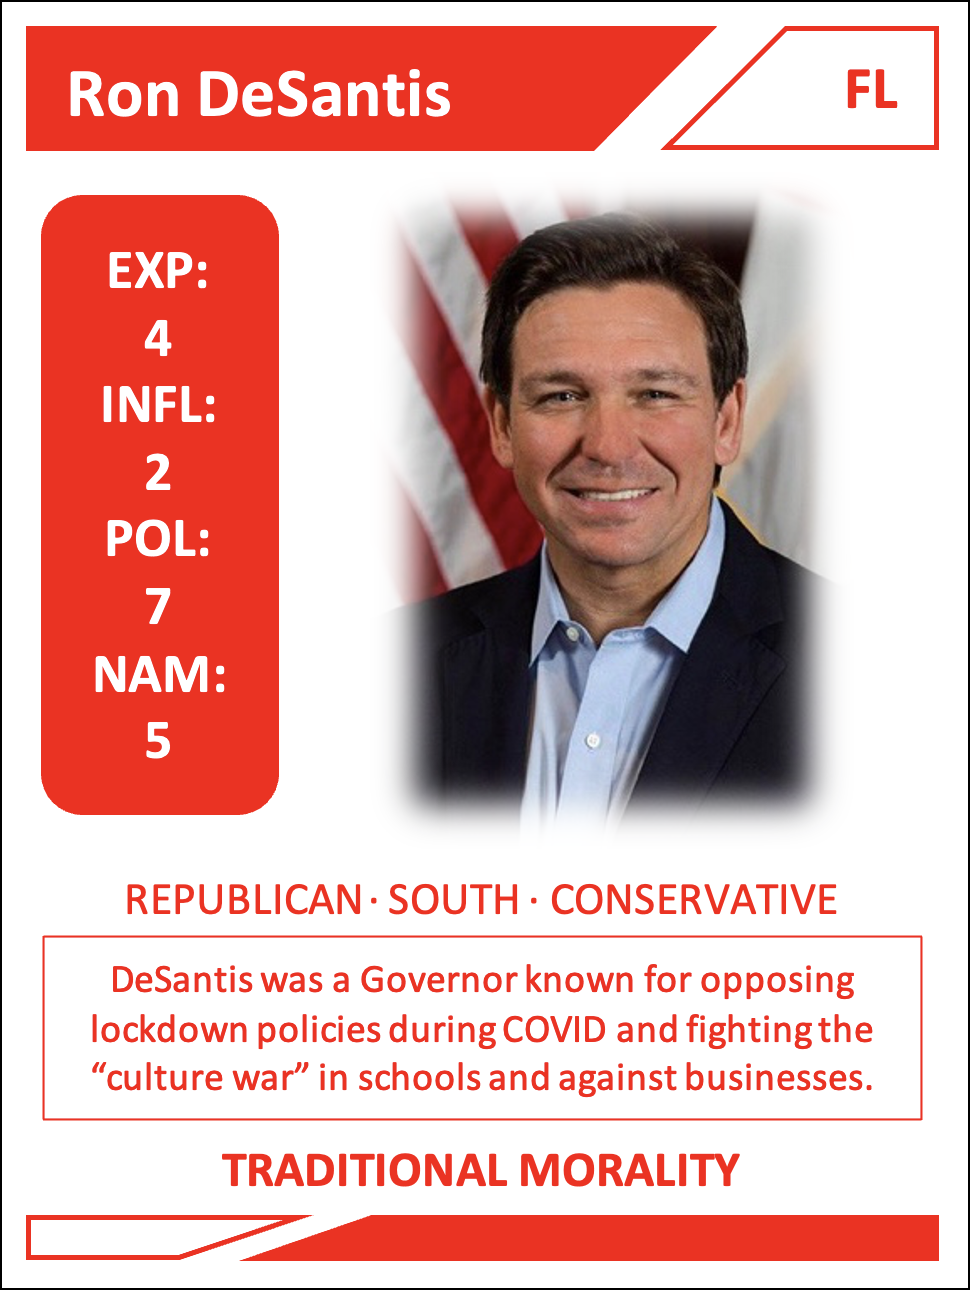 Ron DeSantis
FL
EXP:
4
INFL:
2
POL:
7
NAM:
5
REPUBLICAN · SOUTH · CONSERVATIVE
DeSantis was a Governor known for opposing
lockdown policies during COVID and fighting the
“culture war” in schools and against businesses.
TRADITIONAL MORALITY